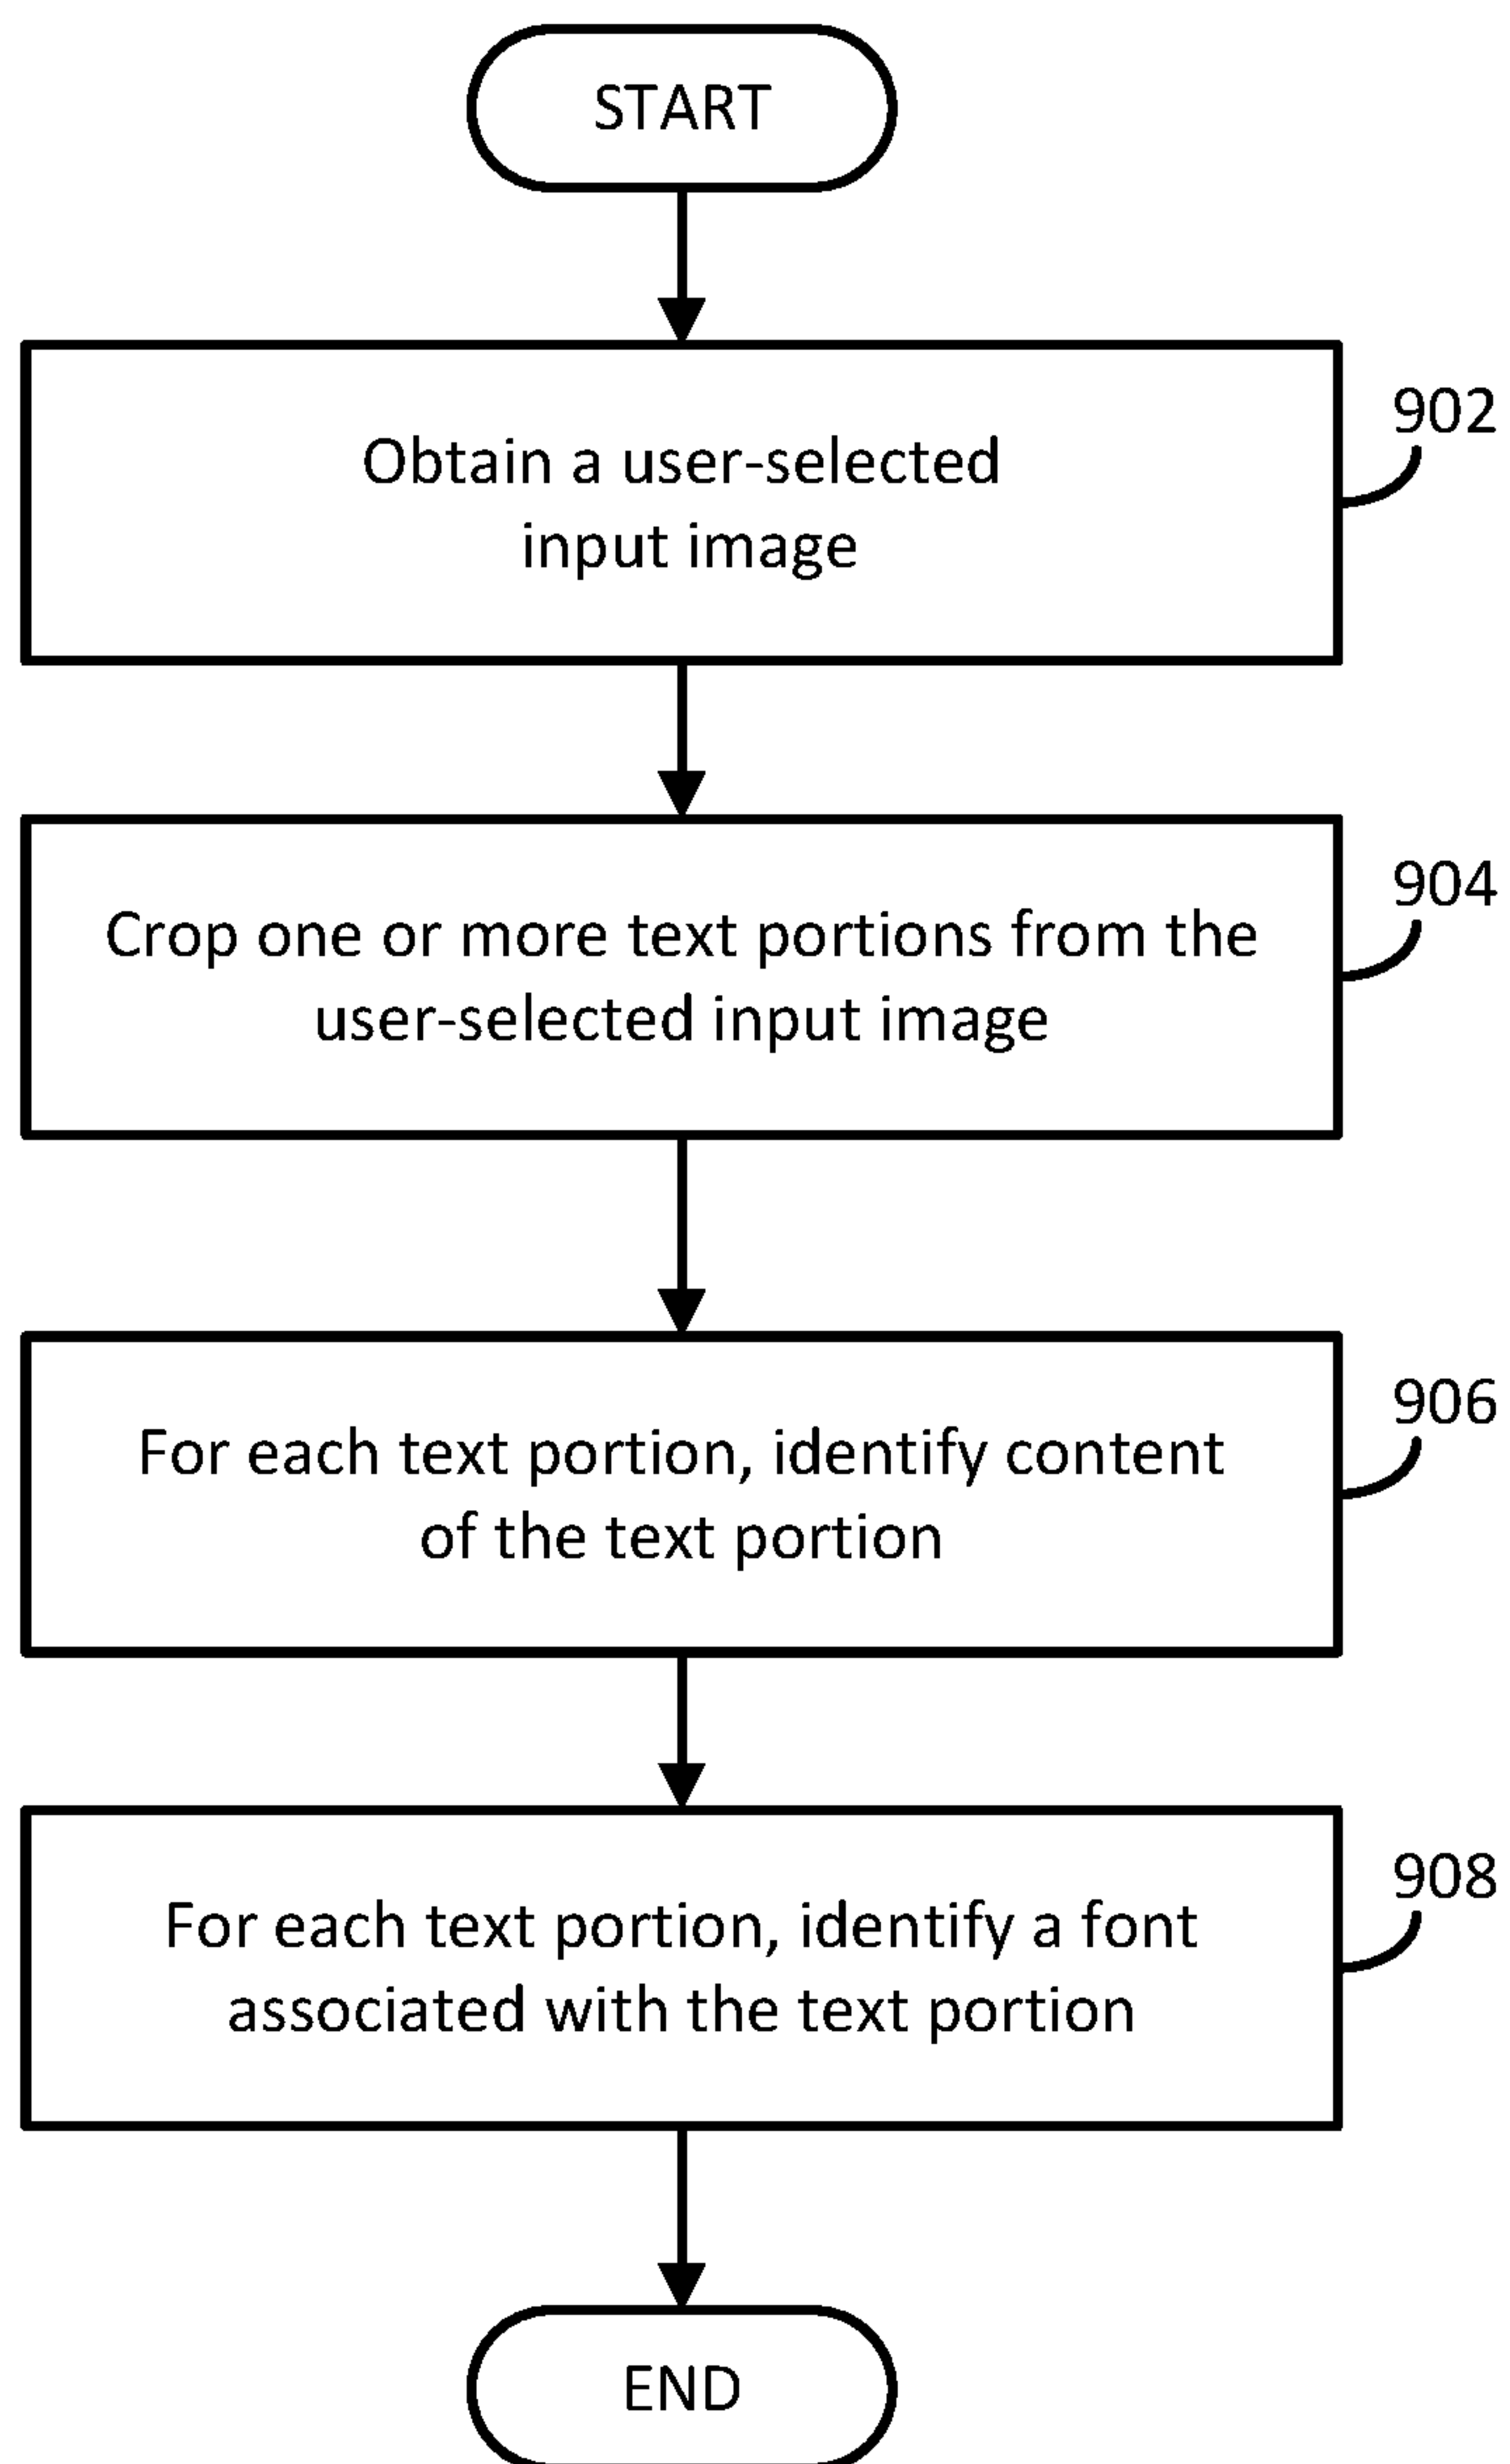 START
902
Obtain a user-selected
input image
904
Crop one or more text portions from the
user-selected input image
906
For each text portion, identify content
of the text portion
908
For each text portion, identify a font
associated with the text portion
END